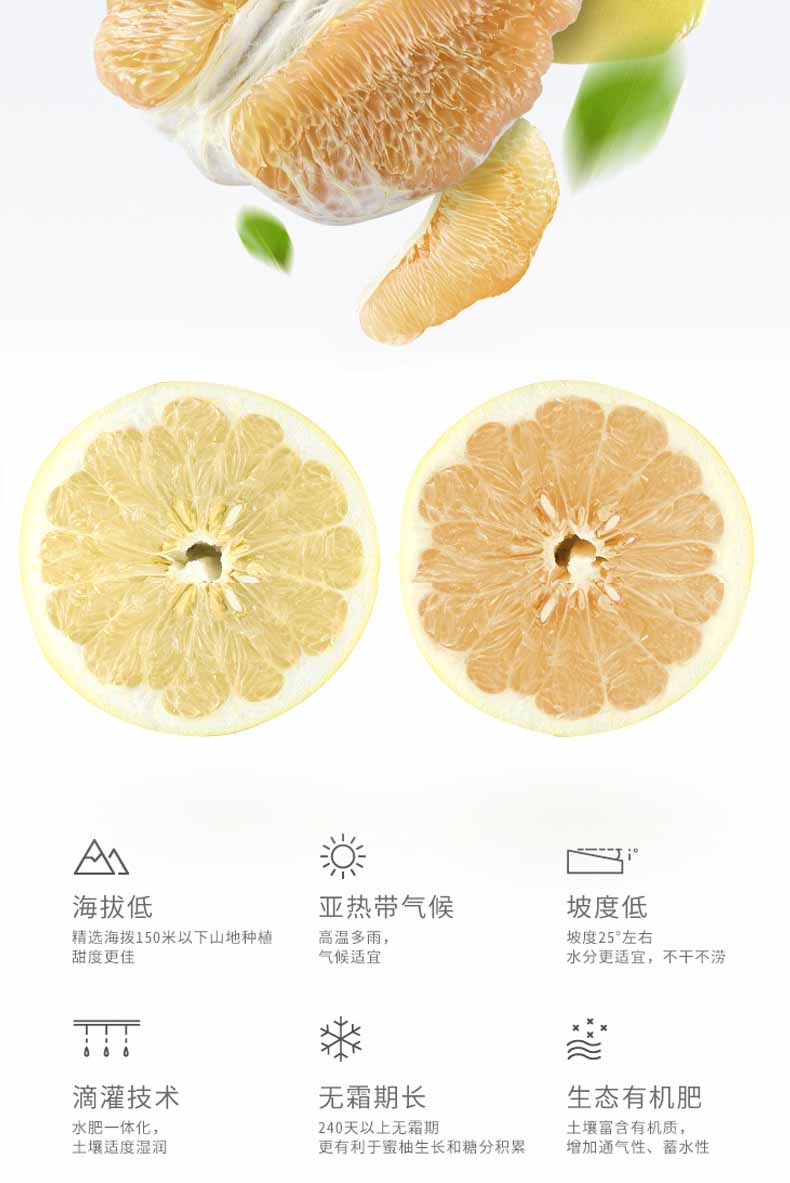 海拔低
精选海拨150米以下山地种植
甜度更佳
亚热带气候
高温多雨，
气候适宜
坡度低
坡度25°左右
水分更适宜，不干不涝
滴灌技术
水肥一体化，
土壤适度湿润
无霜期长
240天以上无霜期
更有利于蜜柚生长和糖分积累
生态有机肥
土壤富含有机质，
增加通气性、蓄水性